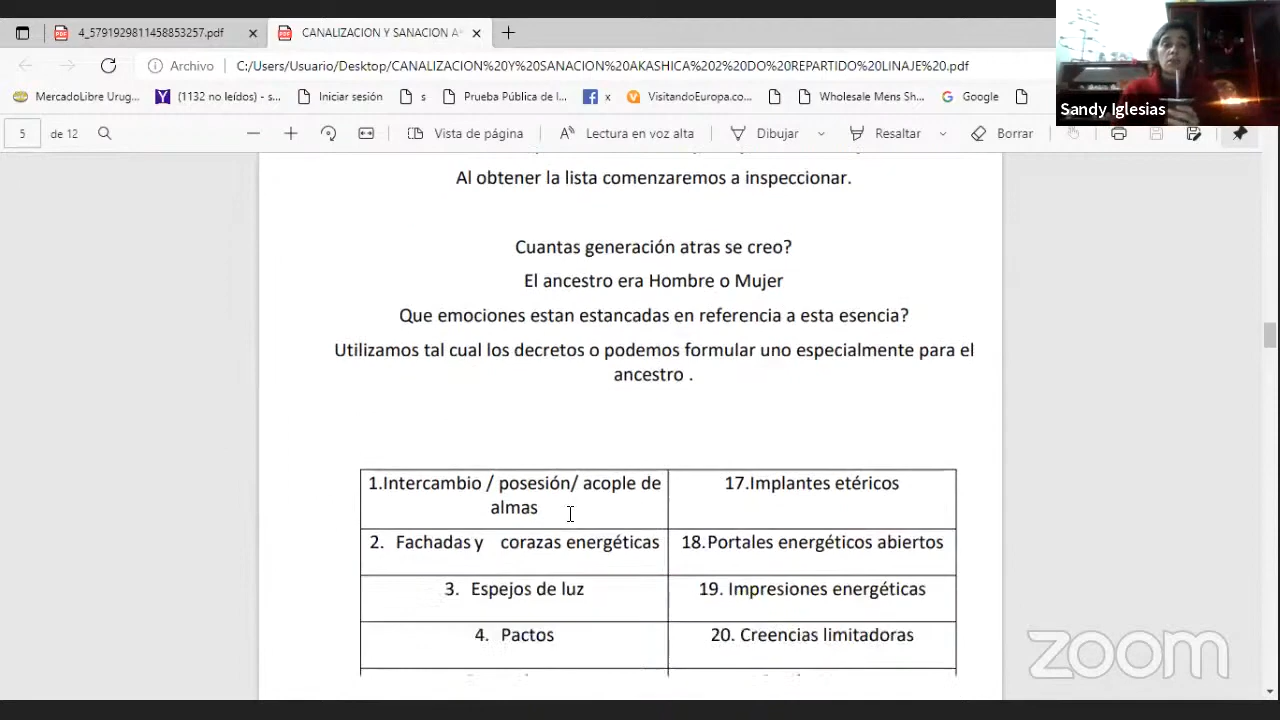 4_5791929811458853257.pdf
CANALIZACION Y SANACION A
Archivo C:/Users/Usuario/Desktop/CANALIZACION%20Y%20SANACION%20AKASHICA%202%20DO%20REPARTIDO%20LINAJE%20.pdf
MercadoLibre Urug... (1132 no leídos) - s... Iniciar sesión s Prueba Pública de l... x VisitandoEuropa.co... Wholesale Mens Sh... Google
Sandy Iglesias
5 de 12 Vista de página Lectura en voz alta Dibujar Resaltar Borrar
Al obtener la lista comenzaremos a inspeccionar.
Cuantas generación atras se creo?
El ancestro era Hombre o Mujer
Que emociones estan estancadas en referencia a esta esencia?
Utilizamos tal cual los decretos o podemos formular uno especialmente para el
ancestro .
1.Intercambio / posesión/ acople de
almas
17.Implantes etéricos
2. Fachadas y corazas energéticas
18.Portales energéticos abiertos
3. Espejos de luz
19. Impresiones energéticas
4. Pactos
20. Creencias limitadoras
zoom